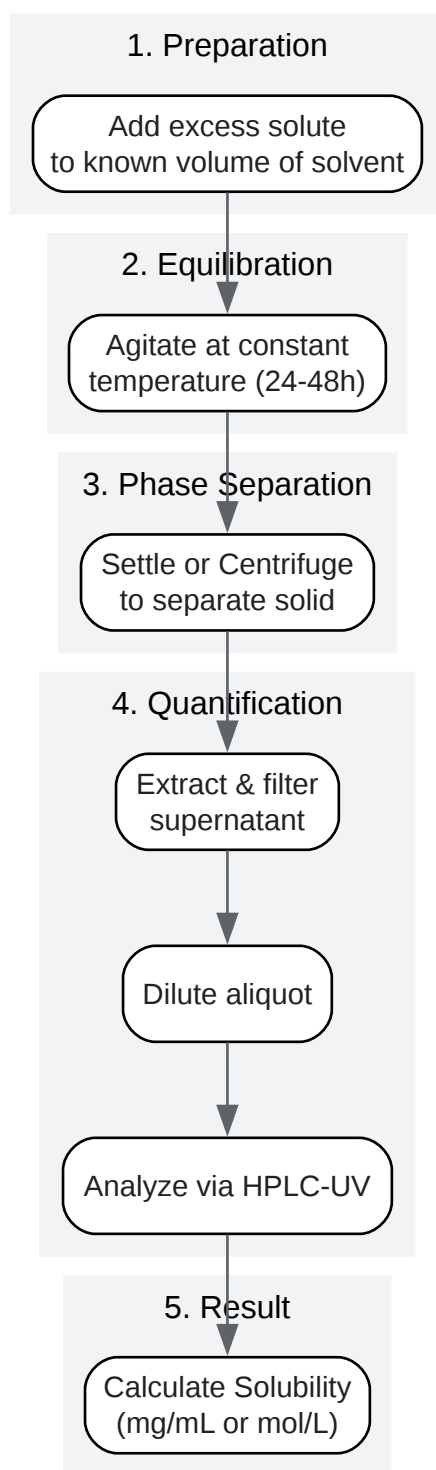 1. Preparation
Add excess solute
to known volume of solvent
2. Equilibration
Agitate at constant
temperature (24-48h)
3. Phase Separation
Settle or Centrifuge
to separate solid
4. Quantification
Extract & filter
supernatant
Dilute aliquot
Analyze via HPLC-UV
5. Result
Calculate Solubility
(mg/mL or mol/L)